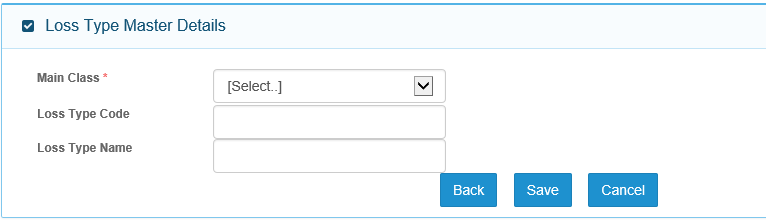 Loss Type Master Details
Main Class *
[Select..]
Loss Type Code
Loss Type Name
Back Save Cancel